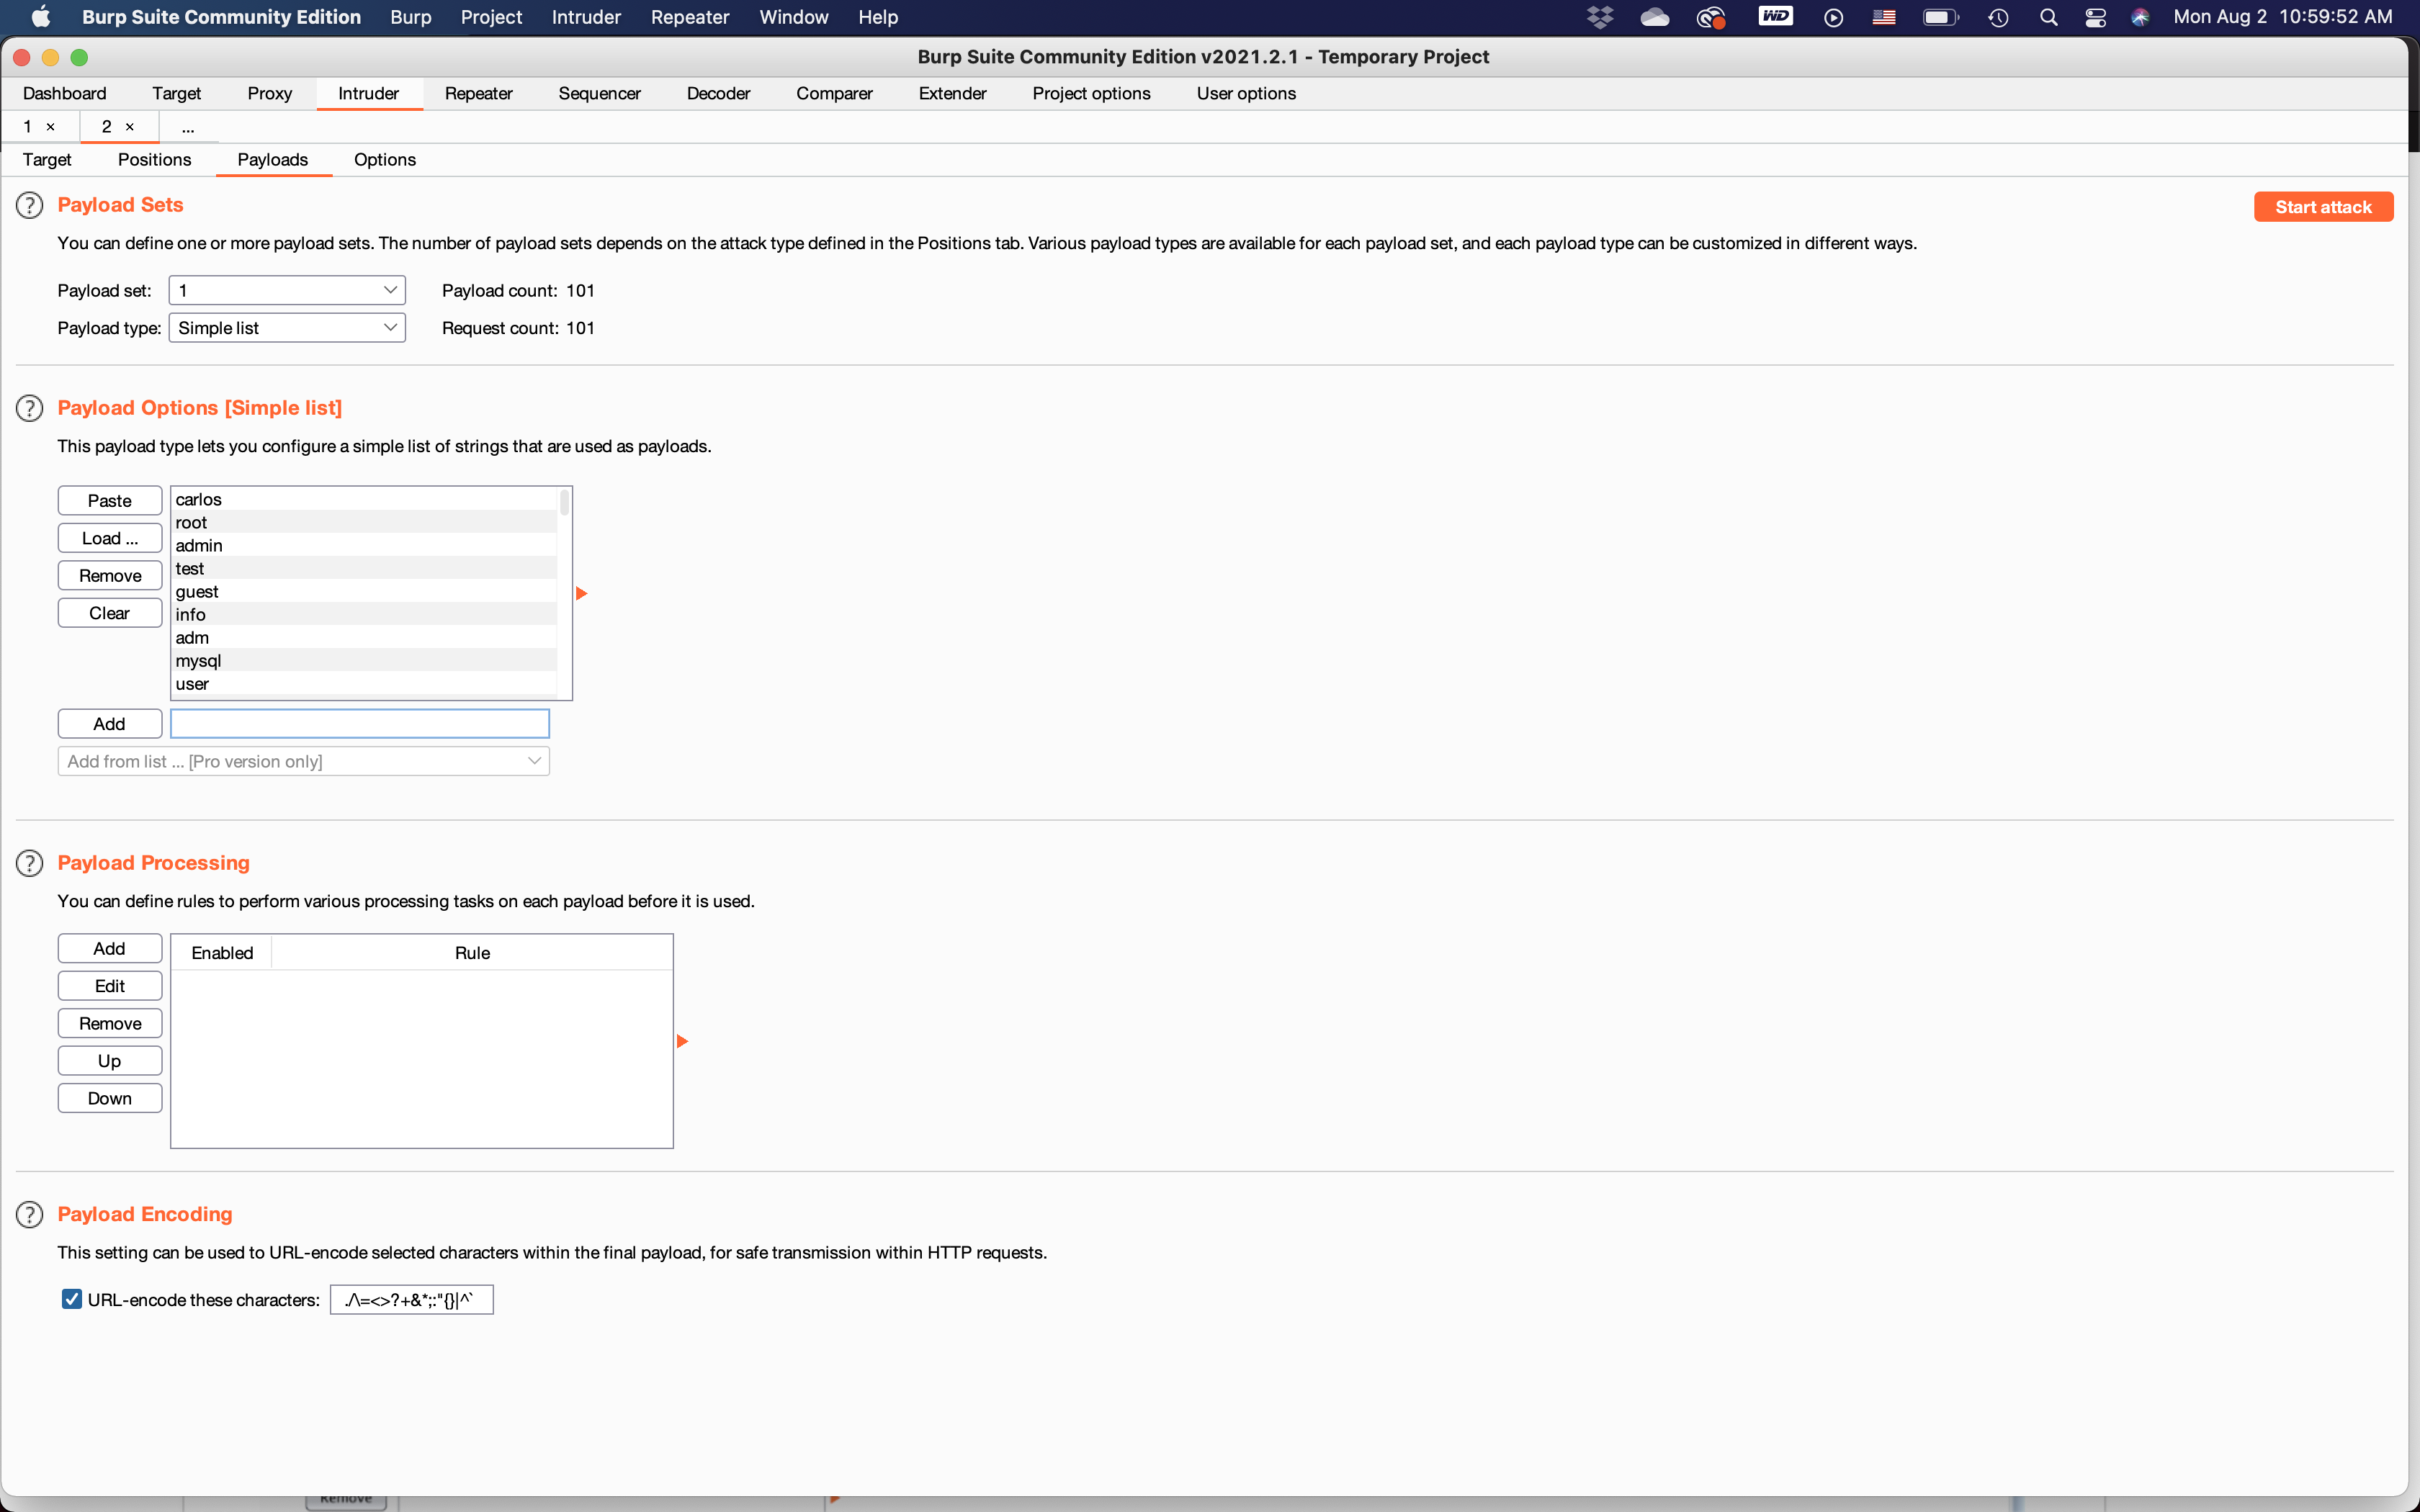 Burp Suite Community Edition Burp Project Intruder Repeater Window Help WD Mon Aug 2 10:59:52 AM
Burp Suite Community Edition v2021.2.1 - Temporary Project
Dashboard Target Proxy Intruder Repeater Sequencer Decoder Comparer Extender Project options User options
1 × 2 × ...
Target Positions Payloads Options
? Payload Sets Start attack
You can define one or more payload sets. The number of payload sets depends on the attack type defined in the Positions tab. Various payload types are available for each payload set, and each payload type can be customized in different ways.
Payload set: 1 Payload count: 101
Payload type: Simple list Request count: 101
? Payload Options [Simple list]
This payload type lets you configure a simple list of strings that are used as payloads.
Paste
Load ...
Remove
Clear
carlos
root
admin
test
guest
info
adm
mysql
user
Add
Add from list ... [Pro version only]
? Payload Processing
You can define rules to perform various processing tasks on each payload before it is used.
Add
Edit
Remove
Up
Down
Enabled Rule
? Payload Encoding
This setting can be used to URL-encode selected characters within the final payload, for safe transmission within HTTP requests.
URL-encode these characters: ./\=<>?+&*;:"{}|^`
Remove